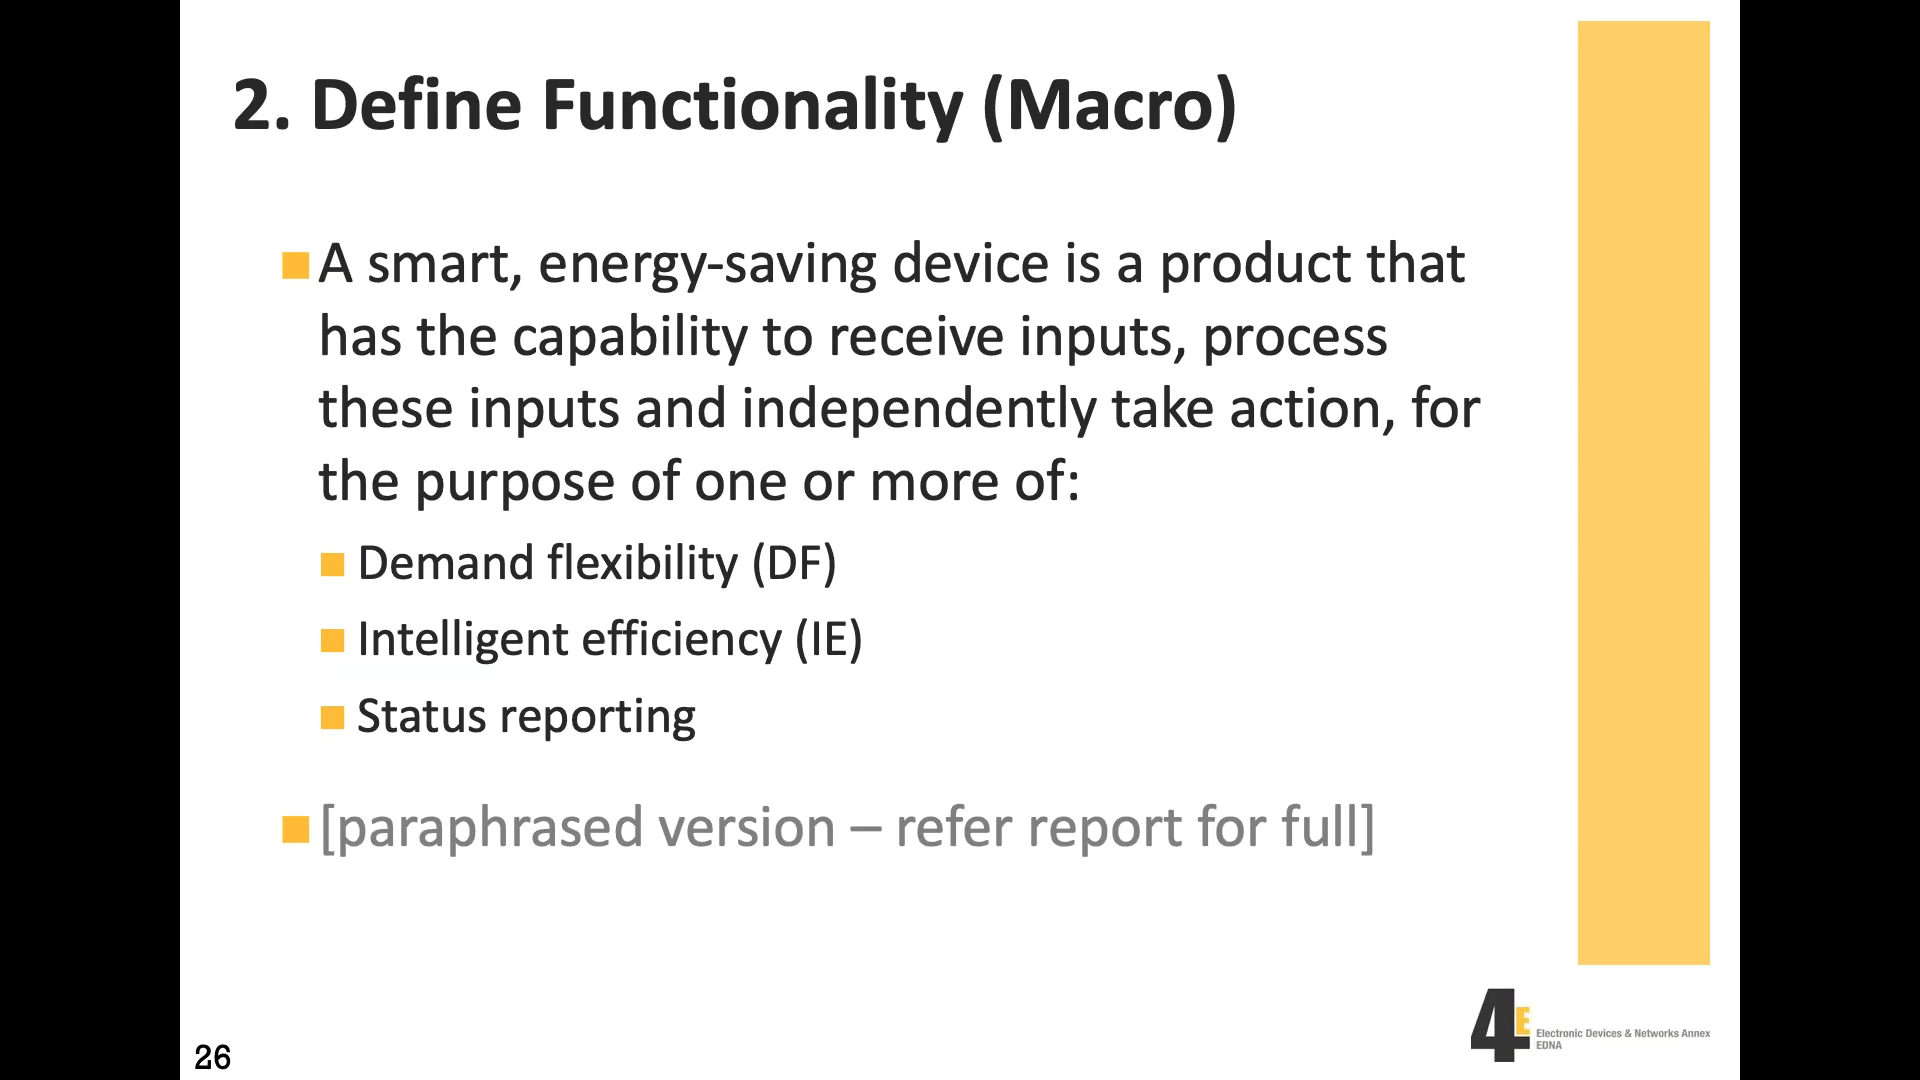 2. Define Functionality (Macro)
A smart, energy-saving device is a product that
has the capability to receive inputs, process
these inputs and independently take action, for
the purpose of one or more of:
Demand flexibility (DF)
Intelligent efficiency (IE)
Status reporting
[paraphrased version – refer report for full]
4E
Electronic Devices & Networks Annex
EDNA
26